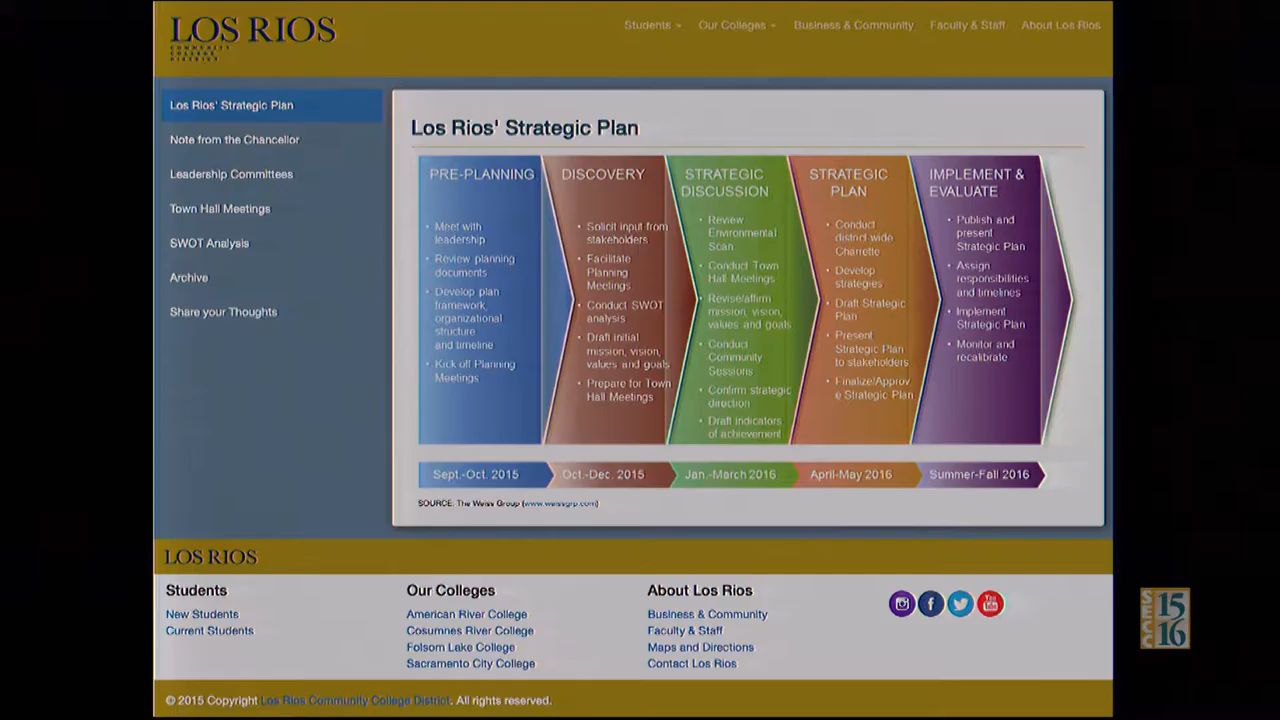 LOS RIOS
COMMUNITY
COLLEGE
DISTRICT
Students
Our Colleges
Business & Community
Faculty & Staff
About Los Rios
Los Rios' Strategic Plan
Note from the Chancellor
Leadership Committees
Town Hall Meetings
SWOT Analysis
Archive
Share your Thoughts
Los Rios' Strategic Plan
PRE-PLANNING
• Meet with
leadership
• Review planning
documents
• Develop plan
framework,
organizational
structure
and timeline
• Kick off Planning
Meetings
DISCOVERY
• Solicit input from
stakeholders
• Facilitate
Planning
Meetings
• Conduct SWOT
analysis
• Draft initial
mission, vision,
values and goals
• Prepare for Town
Hall Meetings
STRATEGIC
DISCUSSION
• Review
Environmental
Scan
• Conduct Town
Hall Meetings
• Revise/affirm
mission, vision,
values and goals
• Conduct
Community
Sessions
• Confirm strategic
direction
• Draft indicators
of achievement
STRATEGIC
PLAN
• Conduct
district wide
Charrette
• Develop
strategies
• Draft Strategic
Plan
• Present
Strategic Plan
to stakeholders
• Finalize/Approv
e Strategic Plan
IMPLEMENT &
EVALUATE
• Publish and
present
Strategic Plan
• Assign
responsibilities
and timelines
• Implement
Strategic Plan
• Monitor and
recalibrate
Sept.-Oct. 2015
Oct.-Dec. 2015
Jan.-March 2016
April-May 2016
Summer-Fall 2016
SOURCE: The Weiss Group (www.weissgrp.com)
LOS RIOS
Students
New Students
Current Students
Our Colleges
American River College
Cosumnes River College
Folsom Lake College
Sacramento City College
About Los Rios
Business & Community
Faculty & Staff
Maps and Directions
Contact Los Rios
You
Tube
SECC
15
16
© 2015 Copyright Los Rios Community College District. All rights reserved.